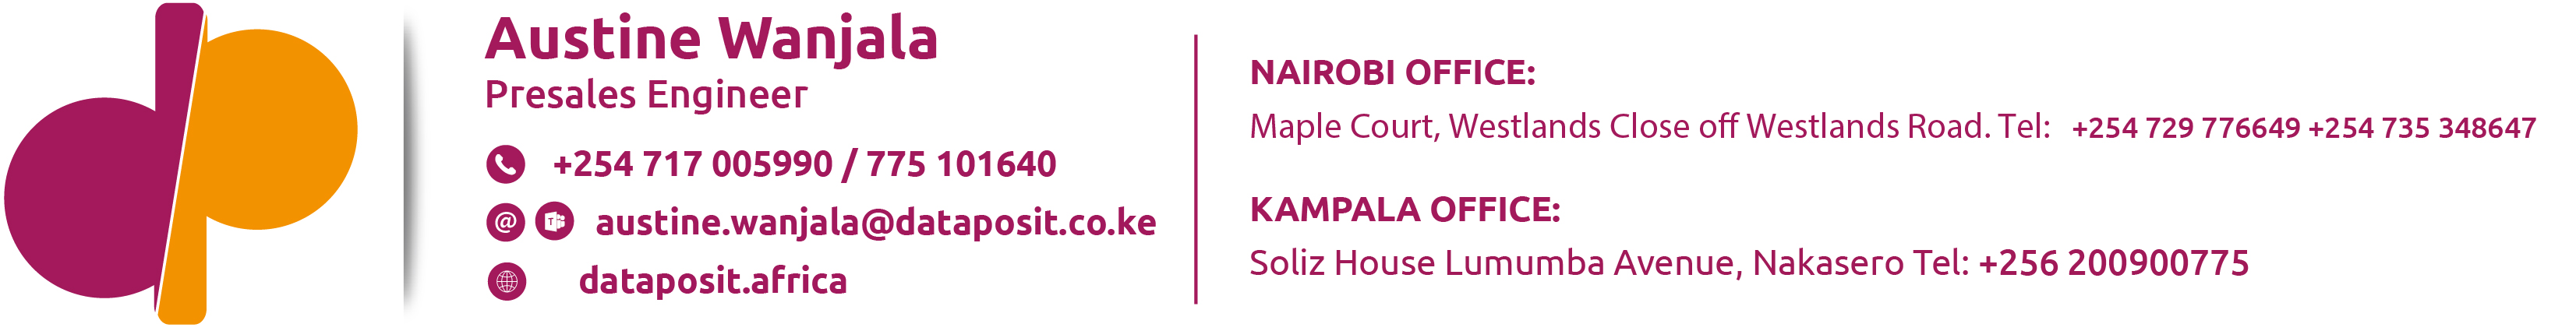 Austine Wanjala
Presales Engineer
+254 717 005990 / 775 101640
austine.wanjala@dataposit.co.ke
dataposit.africa
NAIROBI OFFICE:
Maple Court, Westlands Close off Westlands Road. Tel: +254 729 776649 +254 735 348647
KAMPALA OFFICE:
Soliz House Lumumba Avenue, Nakasero Tel: +256 200900775